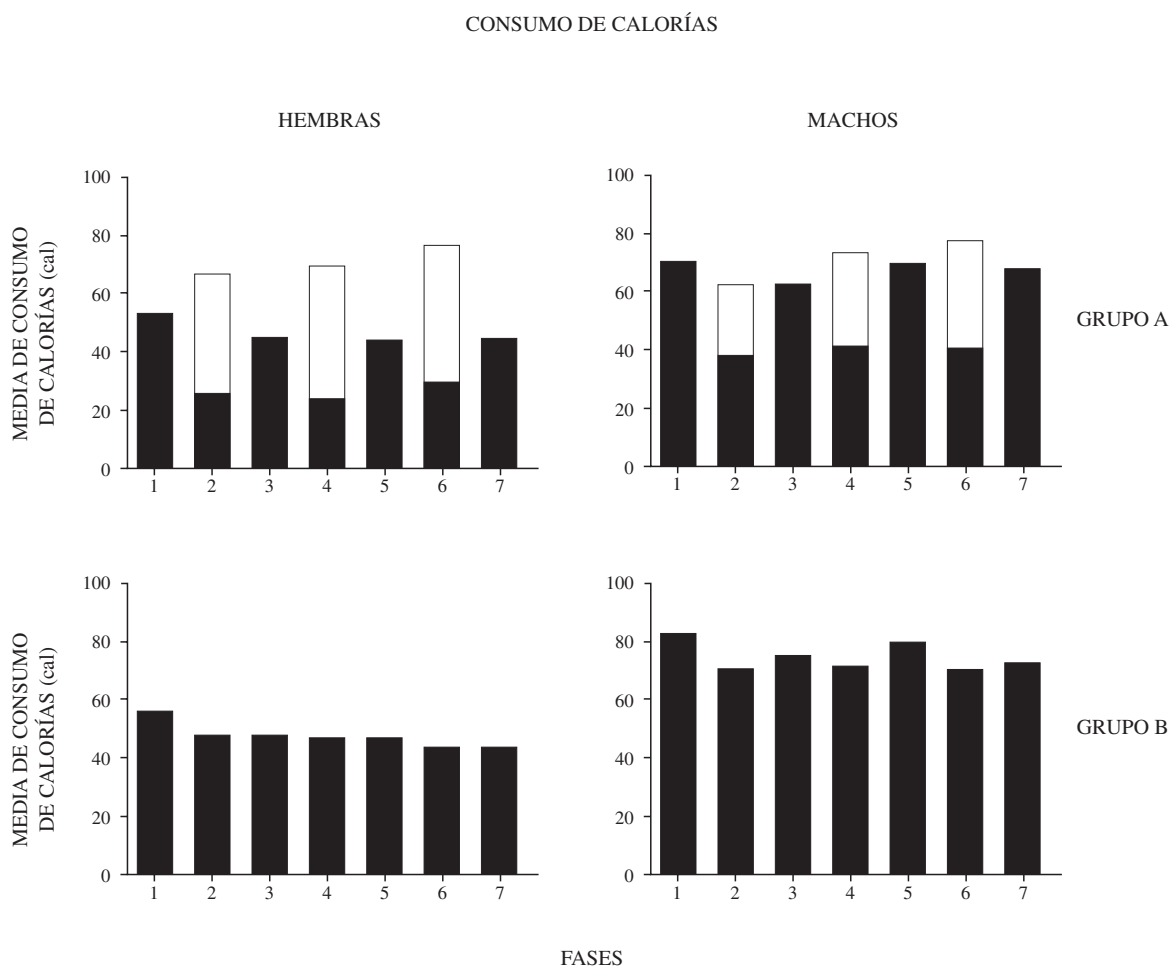 CONSUMO DE CALORÍAS
HEMBRAS
MACHOS
MEDIA DE CONSUMO
DE CALORÍAS (cal)
100
80
60
40
20
0
1 2 3 4 5 6 7
100
80
60
40
20
0
1 2 3 4 5 6 7
GRUPO A
MEDIA DE CONSUMO
DE CALORÍAS (cal)
100
80
60
40
20
0
1 2 3 4 5 6 7
100
80
60
40
20
0
1 2 3 4 5 6 7
GRUPO B
FASES